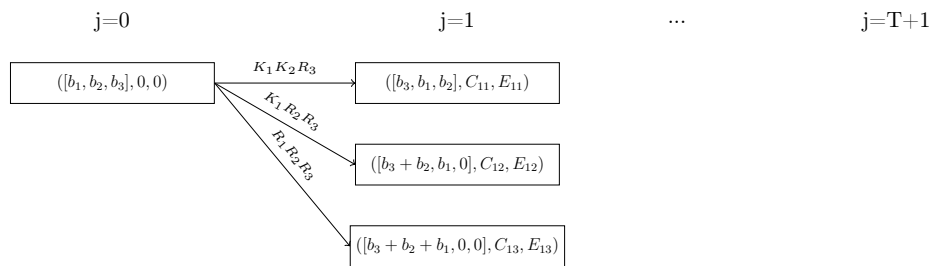 j=0 j=1 ... j=T+1
K₁K₂R₃
([b₁, b₂, b₃], 0, 0) ([b₃, b₁, b₂], C₁₁, E₁₁)
K₁R₂R₃
R₁R₂R₃
([b₃ + b₂, b₁, 0], C₁₂, E₁₂)
([b₃ + b₂ + b₁, 0, 0], C₁₃, E₁₃)